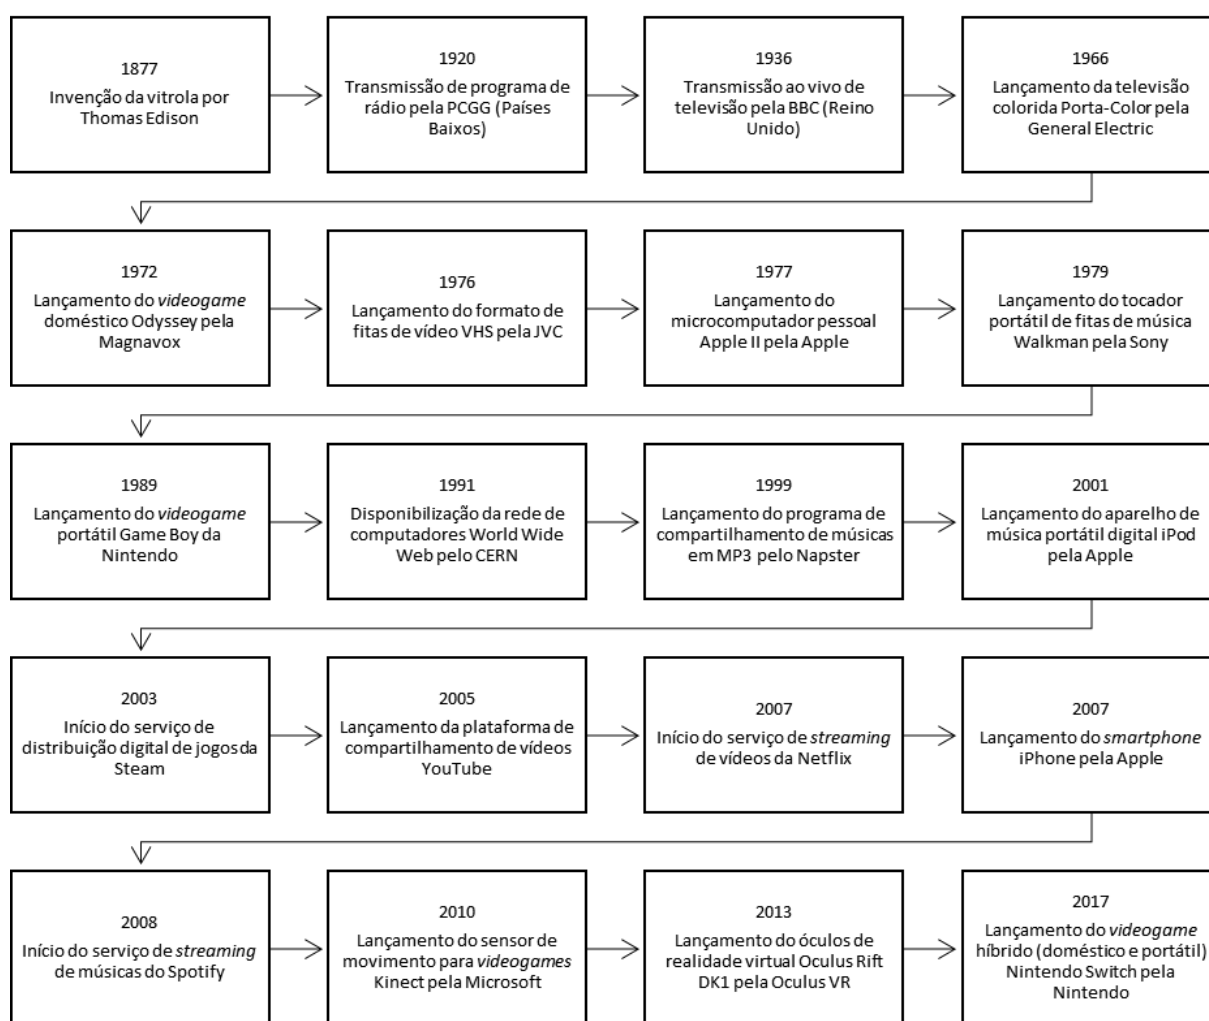 1877
Invenção da vitrola por
Thomas Edison
1920
Transmissão de programa de
rádio pela PCGG (Países
Baixos)
1936
Transmissão ao vivo de
televisão pela BBC (Reino
Unido)
1966
Lançamento da televisão
colorida Porta-Color pela
General Electric
1972
Lançamento do videogame
doméstico Odyssey pela
Magnavox
1976
Lançamento do formato de
fitas de vídeo VHS pela JVC
1977
Lançamento do
microcomputador pessoal
Apple II pela Apple
1979
Lançamento do tocador
portátil de fitas de música
Walkman pela Sony
1989
Lançamento do videogame
portátil Game Boy da
Nintendo
1991
Disponibilização da rede de
computadores World Wide
Web pelo CERN
1999
Lançamento do programa de
compartilhamento de músicas
em MP3 pelo Napster
2001
Lançamento do aparelho de
música portátil digital iPod
pela Apple
2003
Início do serviço de
distribuição digital de jogos da
Steam
2005
Lançamento da plataforma de
compartilhamento de vídeos
YouTube
2007
Início do serviço de streaming
de vídeos da Netflix
2007
Lançamento do smartphone
iPhone pela Apple
2008
Início do serviço de streaming
de músicas do Spotify
2010
Lançamento do sensor de
movimento para videogames
Kinect pela Microsoft
2013
Lançamento do óculos de
realidade virtual Oculus Rift
DK1 pela Oculus VR
2017
Lançamento do videogame
híbrido (doméstico e portátil)
Nintendo Switch pela
Nintendo